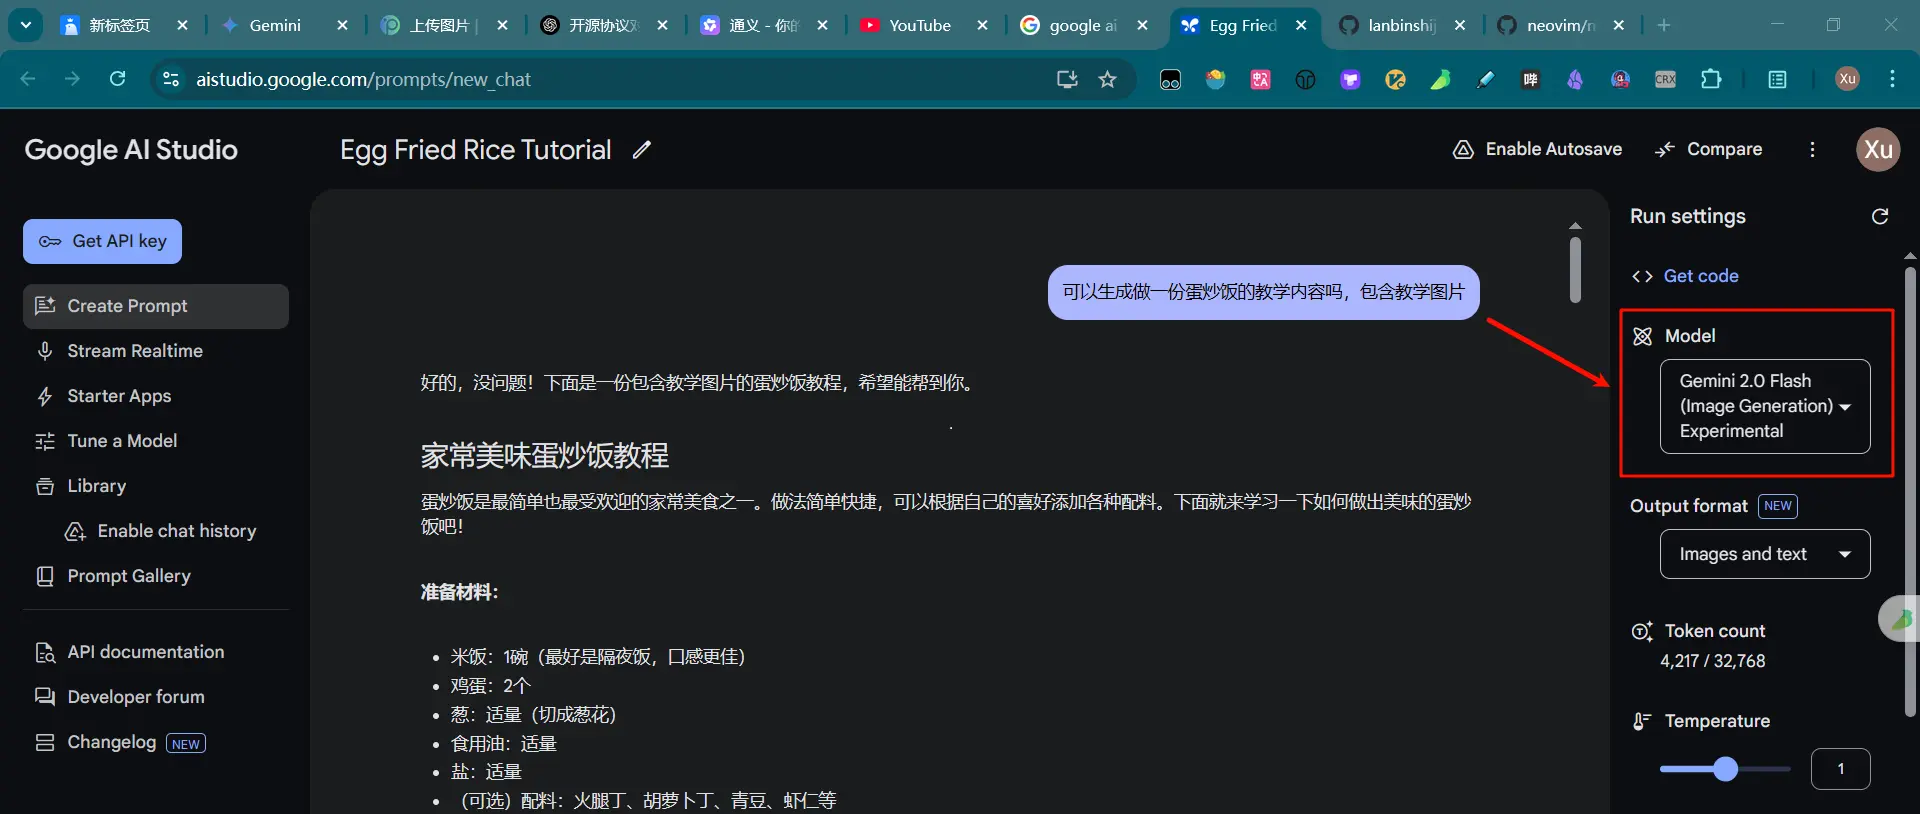 新标签页
Gemini
上传图片 |
开源协议对
通义 - 你的
YouTube
google ai
Egg Fried
lanbinshij
neovim/n
aistudio.google.com/prompts/new_chat
CRX
Xu
Google AI Studio
Egg Fried Rice Tutorial
Enable Autosave
Compare
Xu
Get API key
Create Prompt
Stream Realtime
Starter Apps
Tune a Model
Library
Enable chat history
Prompt Gallery
API documentation
Developer forum
Changelog NEW
可以生成做一份蛋炒饭的教学内容吗，包含教学图片
好的，没问题！下面是一份包含教学图片的蛋炒饭教程，希望能帮到你。
家常美味蛋炒饭教程
蛋炒饭是最简单也最受欢迎的家常美食之一。做法简单快捷，可以根据自己的喜好添加各种配料。下面就来学习一下如何做出美味的蛋炒
饭吧！
准备材料：
米饭：1碗（最好是隔夜饭，口感更佳）
鸡蛋：2个
葱：适量（切成葱花）
食用油：适量
盐：适量
（可选）配料：火腿丁、胡萝卜丁、青豆、虾仁等
Run settings
Get code
Model
Gemini 2.0 Flash
(Image Generation)
Experimental
Output format NEW
Images and text
Token count
4,217 / 32,768
Temperature
1